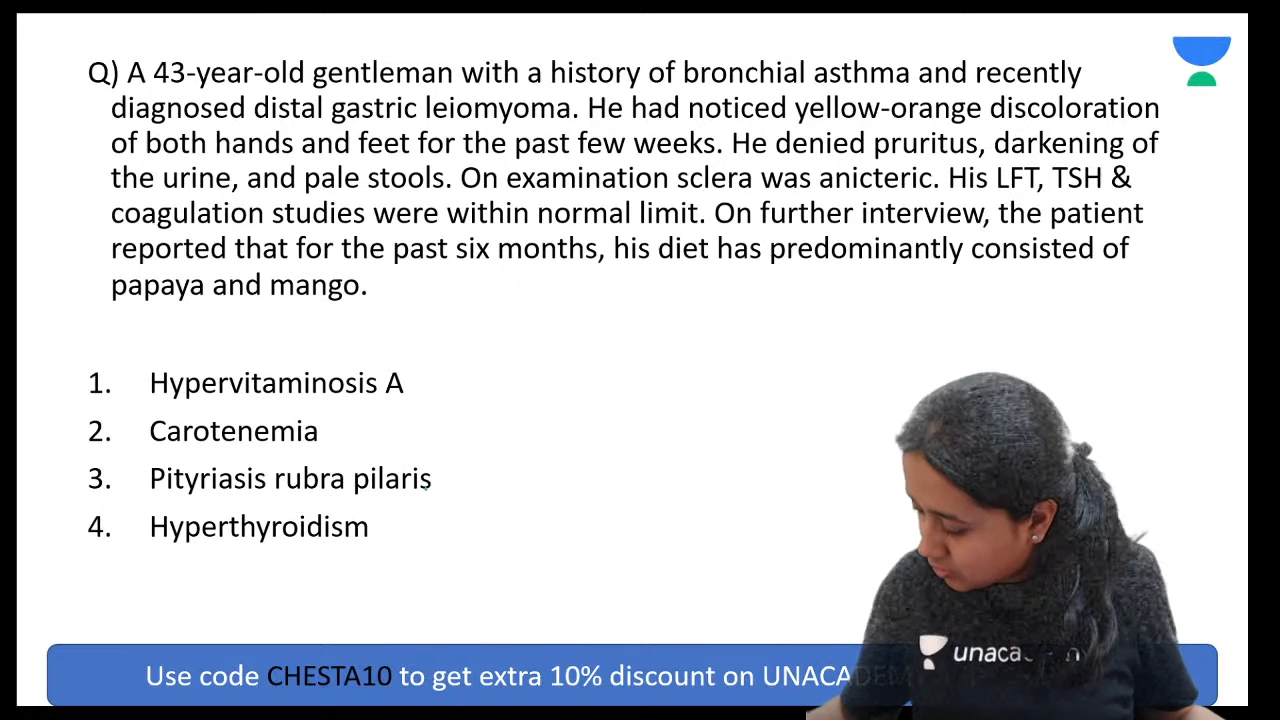 Q) A 43-year-old gentleman with a history of bronchial asthma and recently
diagnosed distal gastric leiomyoma. He had noticed yellow-orange discoloration
of both hands and feet for the past few weeks. He denied pruritus, darkening of
the urine, and pale stools. On examination sclera was anicteric. His LFT, TSH &
coagulation studies were within normal limit. On further interview, the patient
reported that for the past six months, his diet has predominantly consisted of
papaya and mango.
1. Hypervitaminosis A
2. Carotenemia
3. Pityriasis rubra pilaris
4. Hyperthyroidism
Use code CHESTA10 to get extra 10% discount on